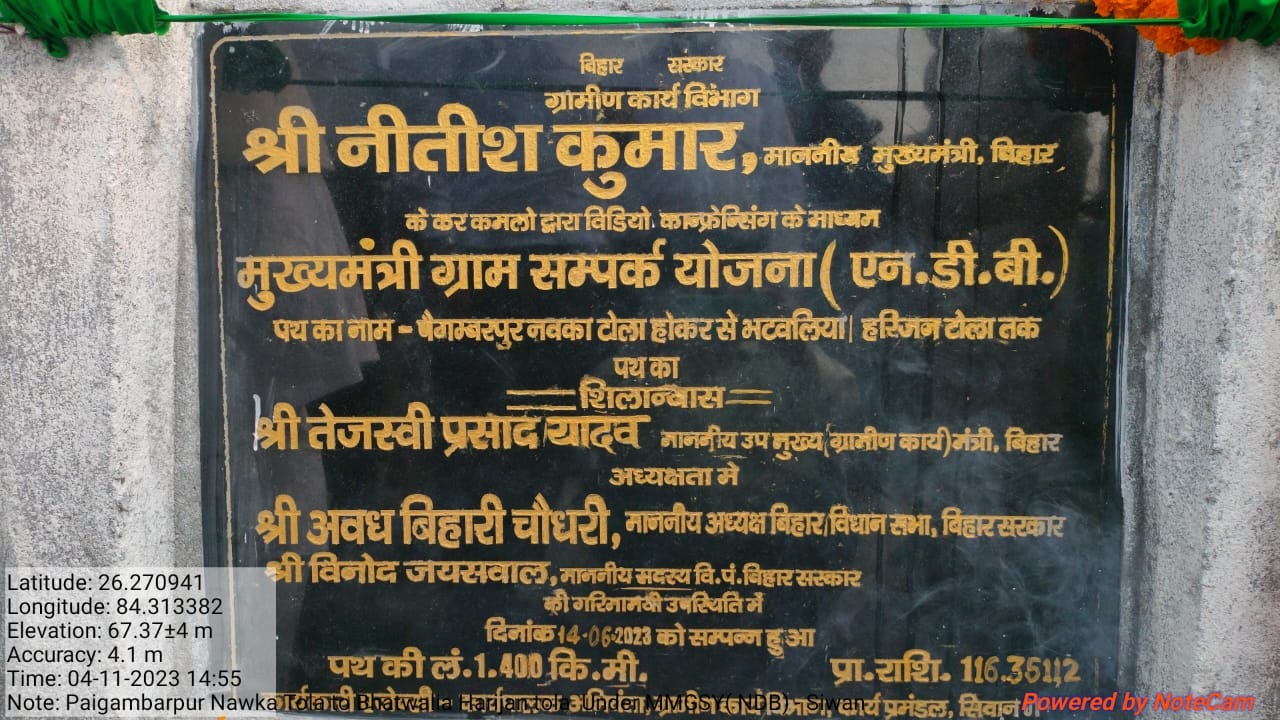 बिहार सरकार
ग्रामीण कार्य विभाग
श्री नीतीश कुमार, माननीय मुख्यमंत्री, बिहार
के कर कमलो द्वारा विडियो कान्फ्रेन्सिंग के माध्यम
मुख्यमंत्री ग्राम सम्पर्क योजना ( एन.डी.बी.)
पथ का नाम - पैगम्बरपुर नवका टोला होकर से भटवलिया हरिजन टोला तक
पथ का
शिलान्यास
श्री तेजस्वी प्रसाद यादव माननीय उप मुख्य(ग्रामीण कार्य)मंत्री, बिहार
अध्यक्षता मे
श्री अवध बिहारी चौधरी, माननीय अध्यक्ष बिहार विधान सभा, बिहार सरकार
श्री विनोद जयसवाल, माननीय सदस्य वि.पं. बिहार सरकार
की गरिमामयी उपस्थिति में
दिनांक 14-06-2023 को सम्पन्न हुआ
पथ की लं.1.400 कि.मी. प्रा.राशि. 116.36112
कार्य प्रमंडल, सिवान
Latitude: 26.270941
Longitude: 84.313382
Elevation: 67.37±4 m
Accuracy: 4.1 m
Time: 04-11-2023 14:55
Note: Paigambarpur Nawka Tola to Bhatwalia Harijan tola Under MMGSY( NDB) - Siwan
Powered by NoteCam